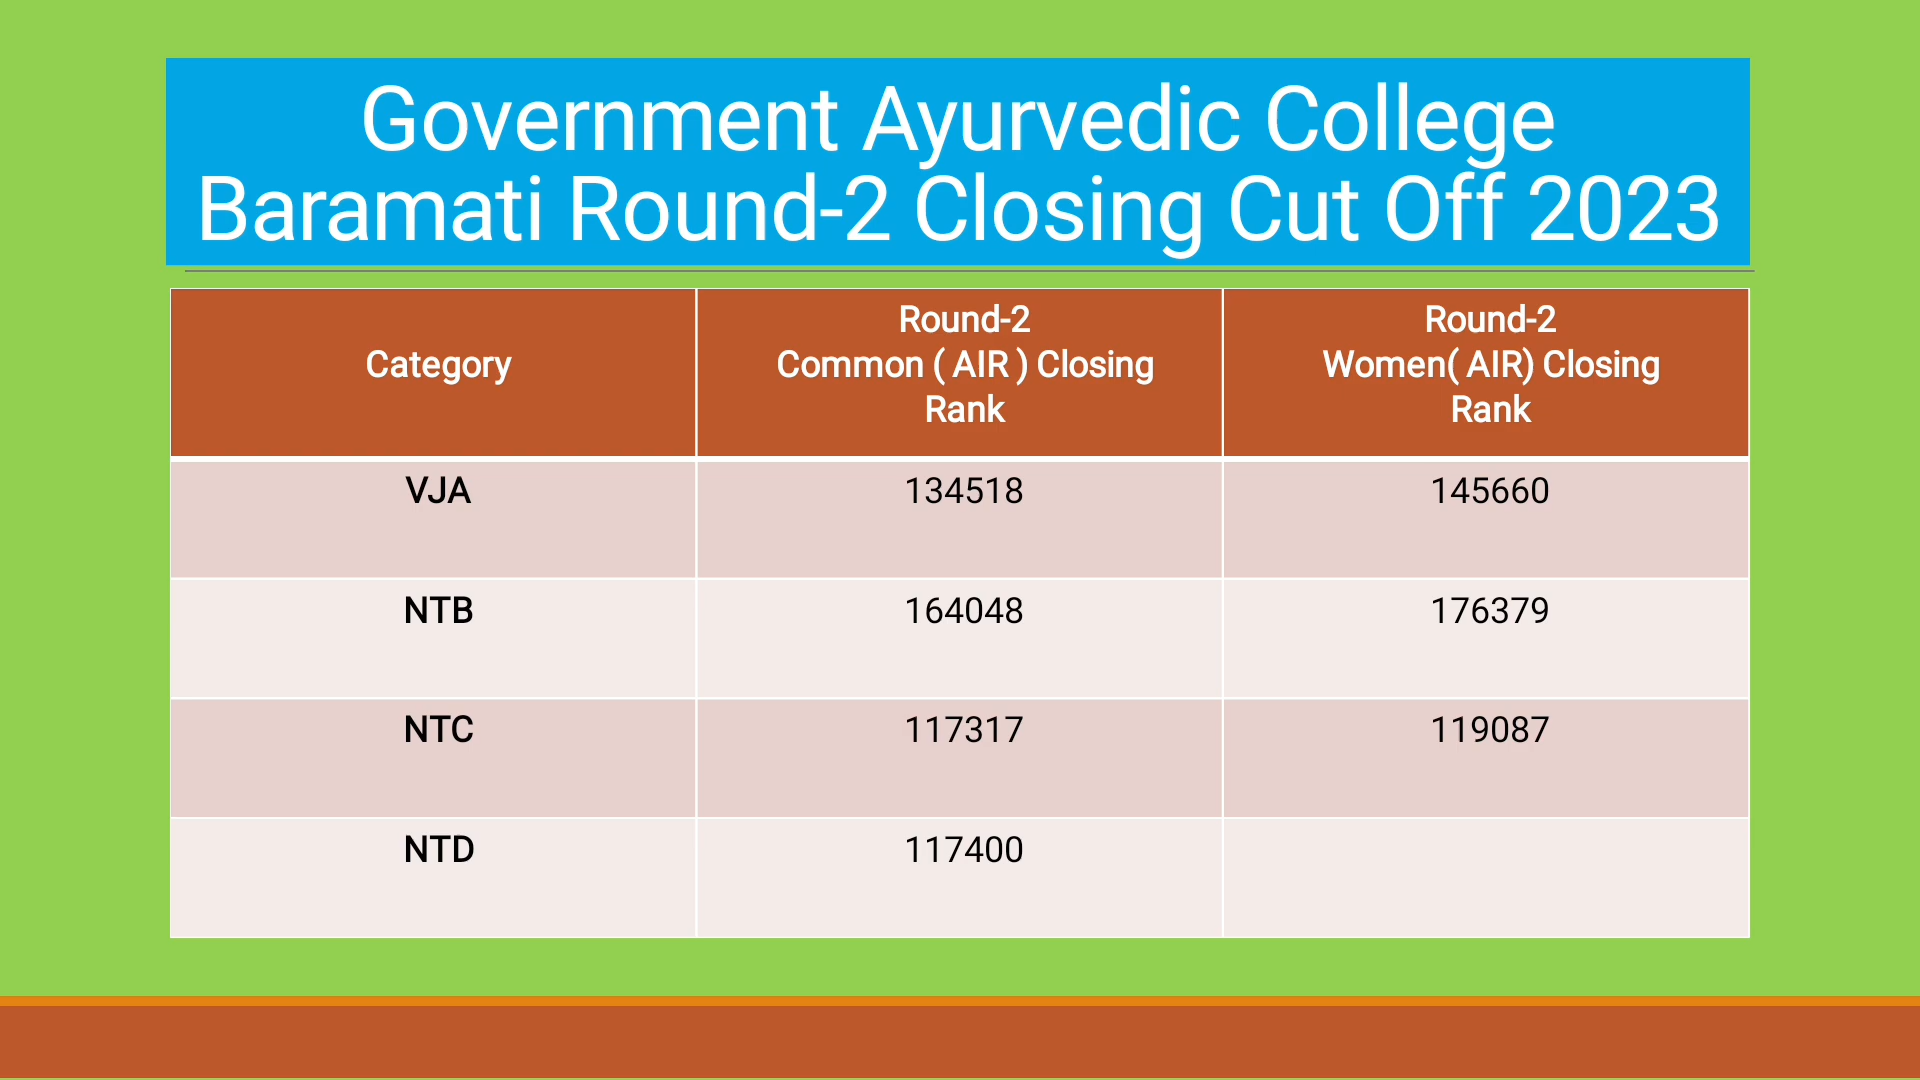 Government Ayurvedic College
Baramati Round-2 Closing Cut Off 2023
Category
Round-2
Common ( AIR ) Closing
Rank
Round-2
Women( AIR) Closing
Rank
VJA 134518 145660
NTB 164048 176379
NTC 117317 119087
NTD 117400